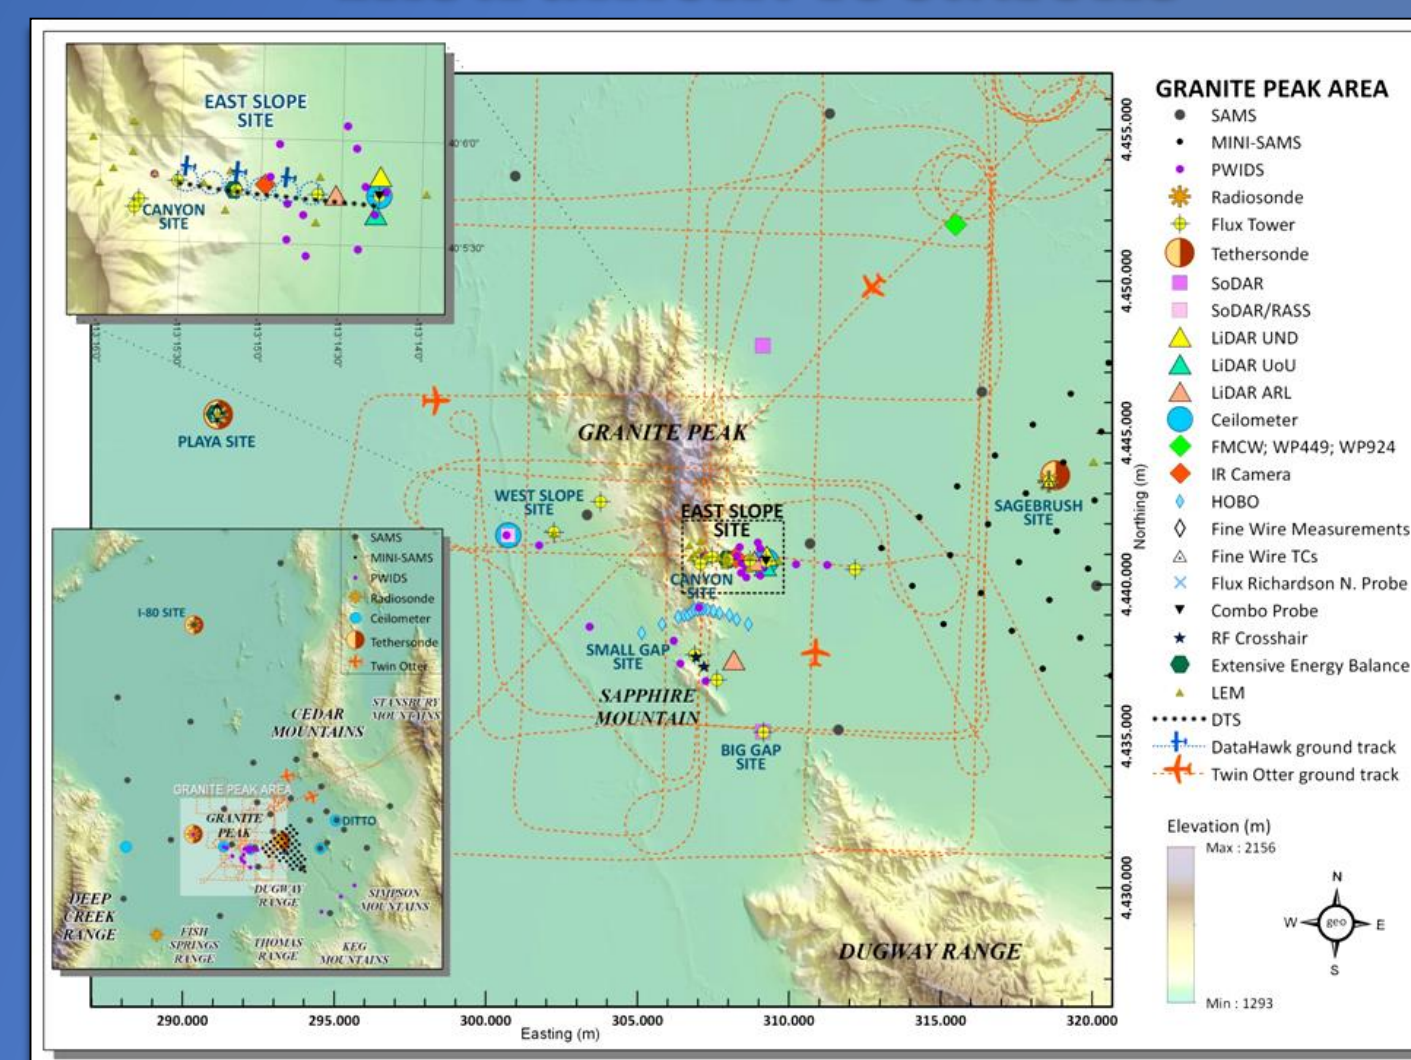 EAST SLOPE
SITE
CANYON
SITE
40°6'0"
40°5'30"
GRANITE PEAK
PLAYA SITE
WEST SLOPE
SITE
EAST SLOPE
SITE
CANYON
SITE
SAGEBRUSH
SITE
SMALL GAP
SITE
SAPPHIRE
MOUNTAIN
BIG GAP
SITE
DUGWAY RANGE
SAMS
MINI-SAMS
PWIDS
Radiosonde
Ceilometer
Tethersonde
Twin Otter
I-80 SITE
CEDAR
MOUNTAINS
STANSBURY
MOUNTAINS
GRANITE PEAK AREA
GRANITE
PEAK
DITTO
DUGWAY
RANGE
SIMPSON
MOUNTAINS
DEEP
CREEK
RANGE
FISH
SPRINGS
RANGE
THOMAS
RANGE
KEG
MOUNTAINS
4.455.000
4.450.000
4.445.000
4.440.000
4.435.000
4.430.000
Northing (m)
290.000
295.000
300.000
305.000
310.000
315.000
320.000
Easting (m)
GRANITE PEAK AREA
SAMS
MINI-SAMS
PWIDS
Radiosonde
Flux Tower
Tethersonde
SoDAR
SoDAR/RASS
LiDAR UND
LiDAR UoU
LiDAR ARL
Ceilometer
FMCW; WP449; WP924
IR Camera
HOBO
Fine Wire Measurements
Fine Wire TCs
Flux Richardson N. Probe
Combo Probe
RF Crosshair
Extensive Energy Balance
LEM
DTS
DataHawk ground track
Twin Otter ground track
Elevation (m)
Max : 2156
Min : 1293
N
W
geo
E
S